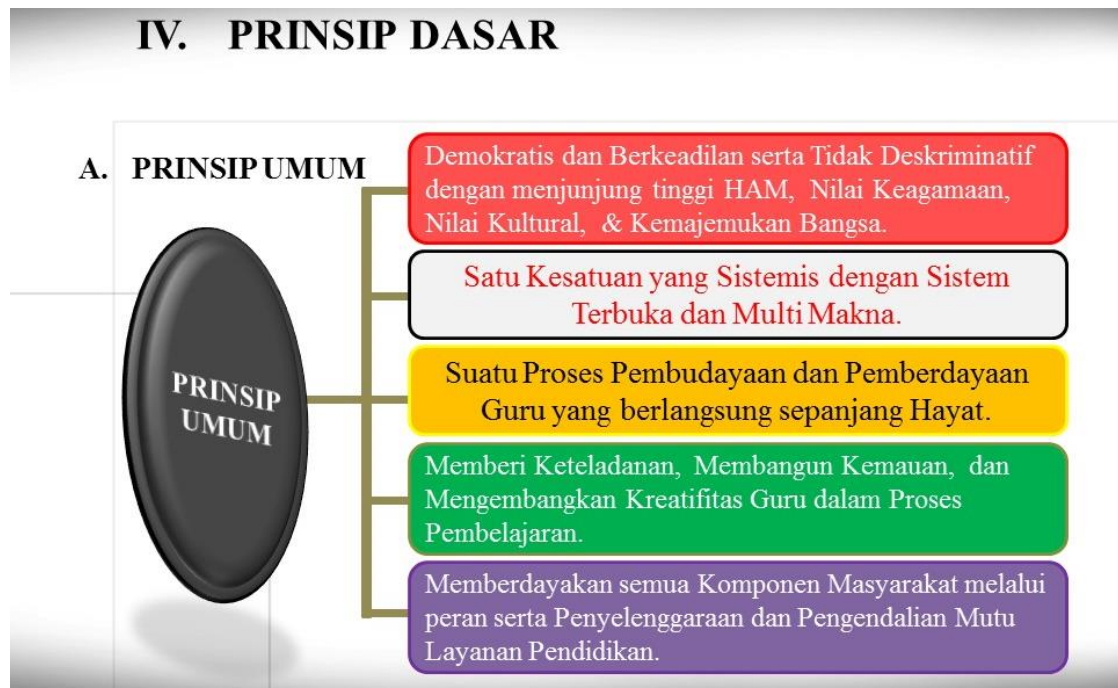 IV. PRINSIP DASAR
A. PRINSIP UMUM
PRINSIP
UMUM
Demokratis dan Berkeadilan serta Tidak Deskriminatif
dengan menjunjung tinggi HAM, Nilai Keagamaan,
Nilai Kultural, & Kemajemukan Bangsa.
Satu Kesatuan yang Sistemis dengan Sistem
Terbuka dan Multi Makna.
Suatu Proses Pembudayaan dan Pemberdayaan
Guru yang berlangsung sepanjang Hayat.
Memberi Keteladanan, Membangun Kemauan, dan
Mengembangkan Kreatifitas Guru dalam Proses
Pembelajaran.
Memberdayakan semua Komponen Masyarakat melalui
peran serta Penyelenggaraan dan Pengendalian Mutu
Layanan Pendidikan.